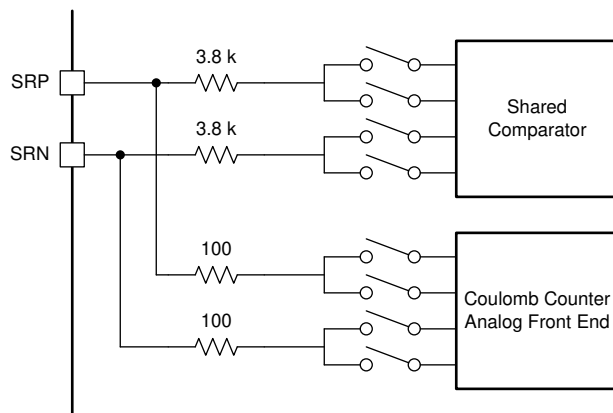 3.8 k
SRP
Shared
Comparator
3.8 k
SRN
100
Coulomb Counter
Analog Front End
100